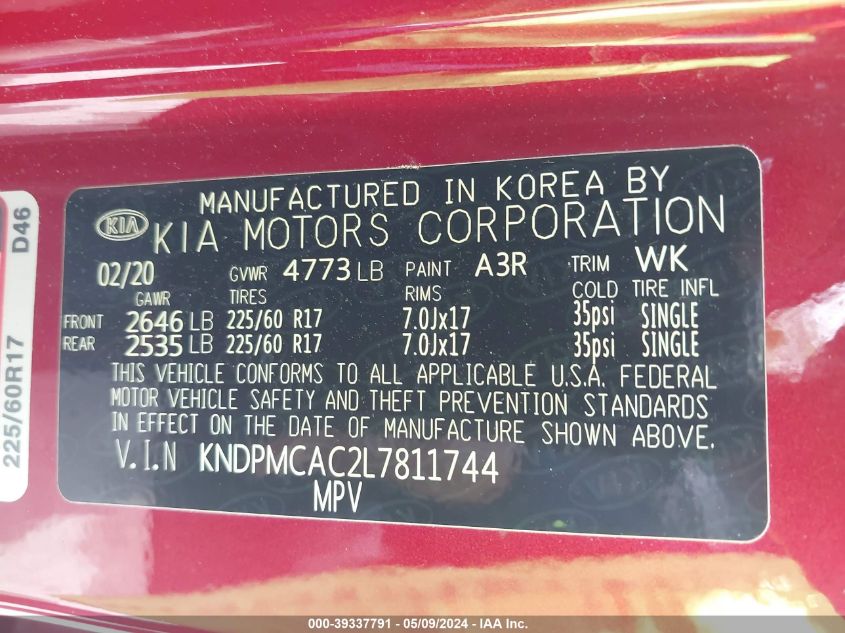 MANUFACTURED IN KOREA BY
KIA KIA MOTORS CORPORATION
02/20 GVWR 4773 LB PAINT A3R TRIM WK
GAWR TIRES RIMS COLD TIRE INFL
FRONT 2646 LB 225/60 R17 7.0Jx17 35psi SINGLE
REAR 2535 LB 225/60 R17 7.0Jx17 35psi SINGLE
THIS VEHICLE CONFORMS TO ALL APPLICABLE U.S.A. FEDERAL
MOTOR VEHICLE SAFETY AND THEFT PREVENTION STANDARDS
IN EFFECT ON THE DATE OF MANUFACTURE SHOWN ABOVE.
V.I.N KNDPMCAC2L7811744
MPV
225/60R17 D46
000-39337791 - 05/09/2024 - IAA Inc.